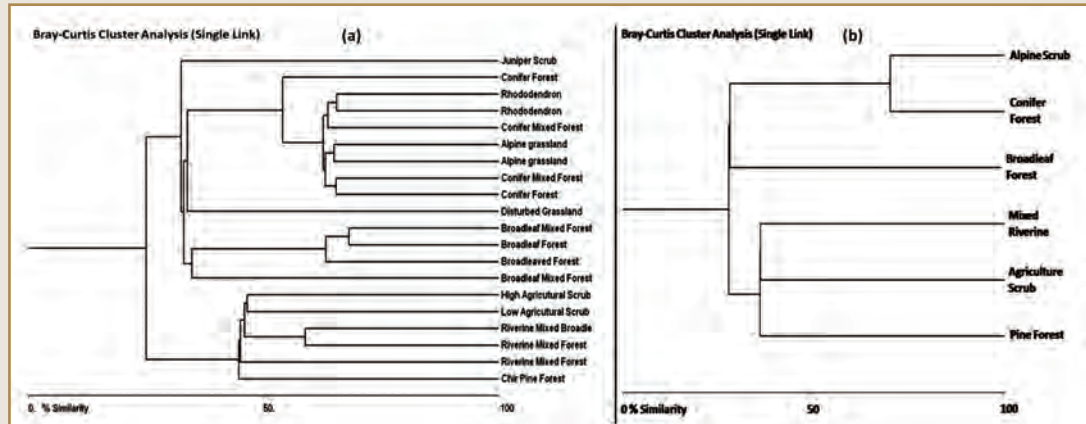 Bray-Curtis Cluster Analysis (Single Link) (a)
Juniper Scrub
Conifer Forest
Rhododendron
Rhododendron
Conifer Mixed Forest
Alpine grassland
Alpine grassland
Conifer Mixed Forest
Conifer Forest
Disturbed Grassland
Broadleaf Mixed Forest
Broadleaf Forest
Broadleaved Forest
Broadleaf Mixed Forest
High Agricutural Scrub
Low Agricutural Scrub
Riverine Mixed Broadle
Riverine Mixed Forest
Riverine Mixed Forest
Chir Pine Forest
0. % Similarity 50. 100
Bray-Curtis Cluster Analysis (Single Link) (b)
Alpine Scrub
Conifer
Forest
Broadleaf
Forest
Mixed
Riverine
Agriculture
Scrub
Pine Forest
0 % Similarity 50 100